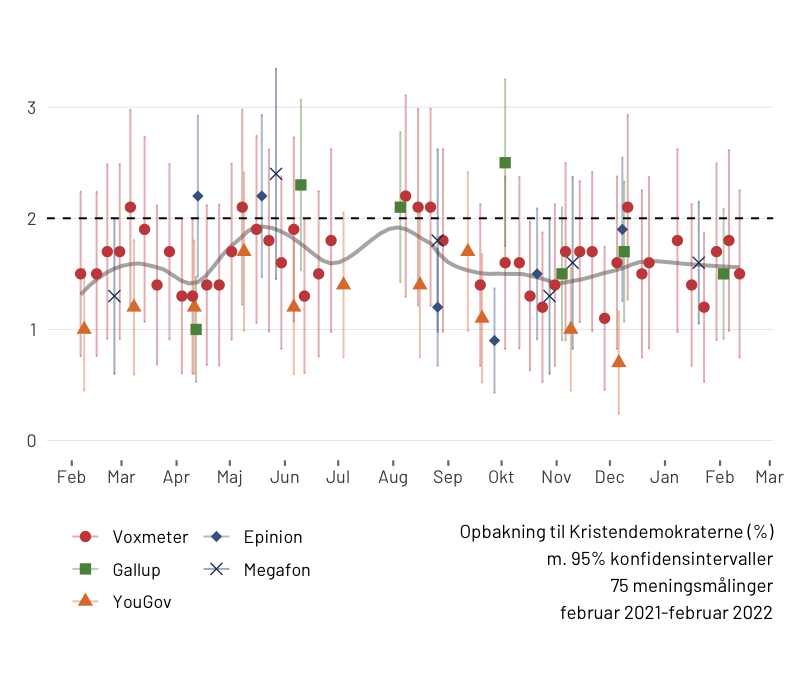 3
2
1
0
Feb Mar Apr Maj Jun Jul Aug Sep Okt Nov Dec Jan Feb Mar
Voxmeter Epinion
Gallup Megafon
YouGov
Opbakning til Kristendemokraterne (%)
m. 95% konfidensintervaller
75 meningsmålinger
februar 2021-februar 2022